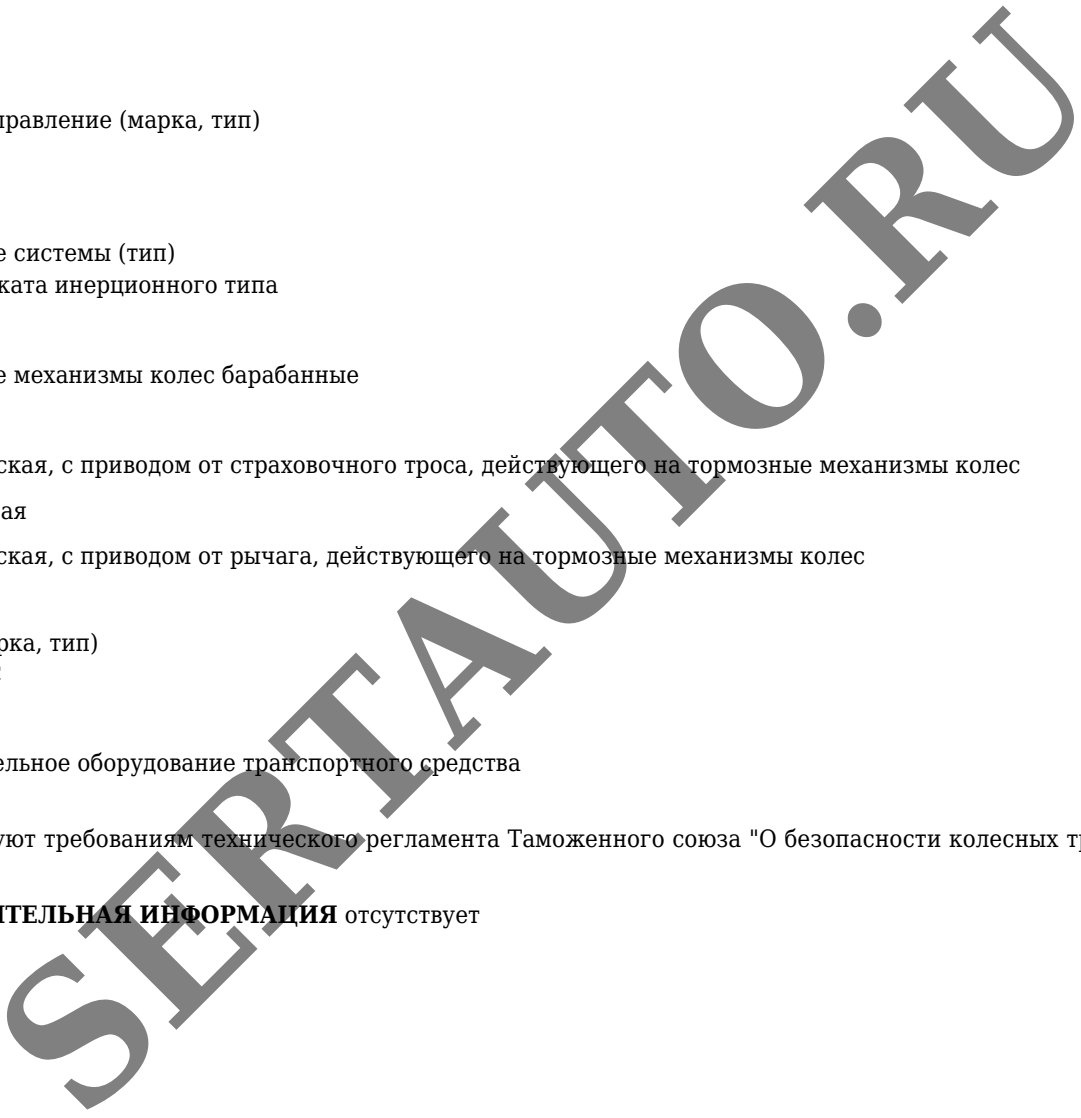 правление (марка, тип)
е системы (тип)
ката инерционного типа
е механизмы колес барабанные
ская, с приводом от страховочного троса, действующего на тормозные механизмы колес
ая
ская, с приводом от рычага, действующего на тормозные механизмы колес
рка, тип)
ельное оборудование транспортного средства
уют требованиям технического регламента Таможенного союза "О безопасности колесных тр
ИТЕЛЬНАЯ ИНФОРМАЦИЯ отсутствует
SERTAUTO.RU